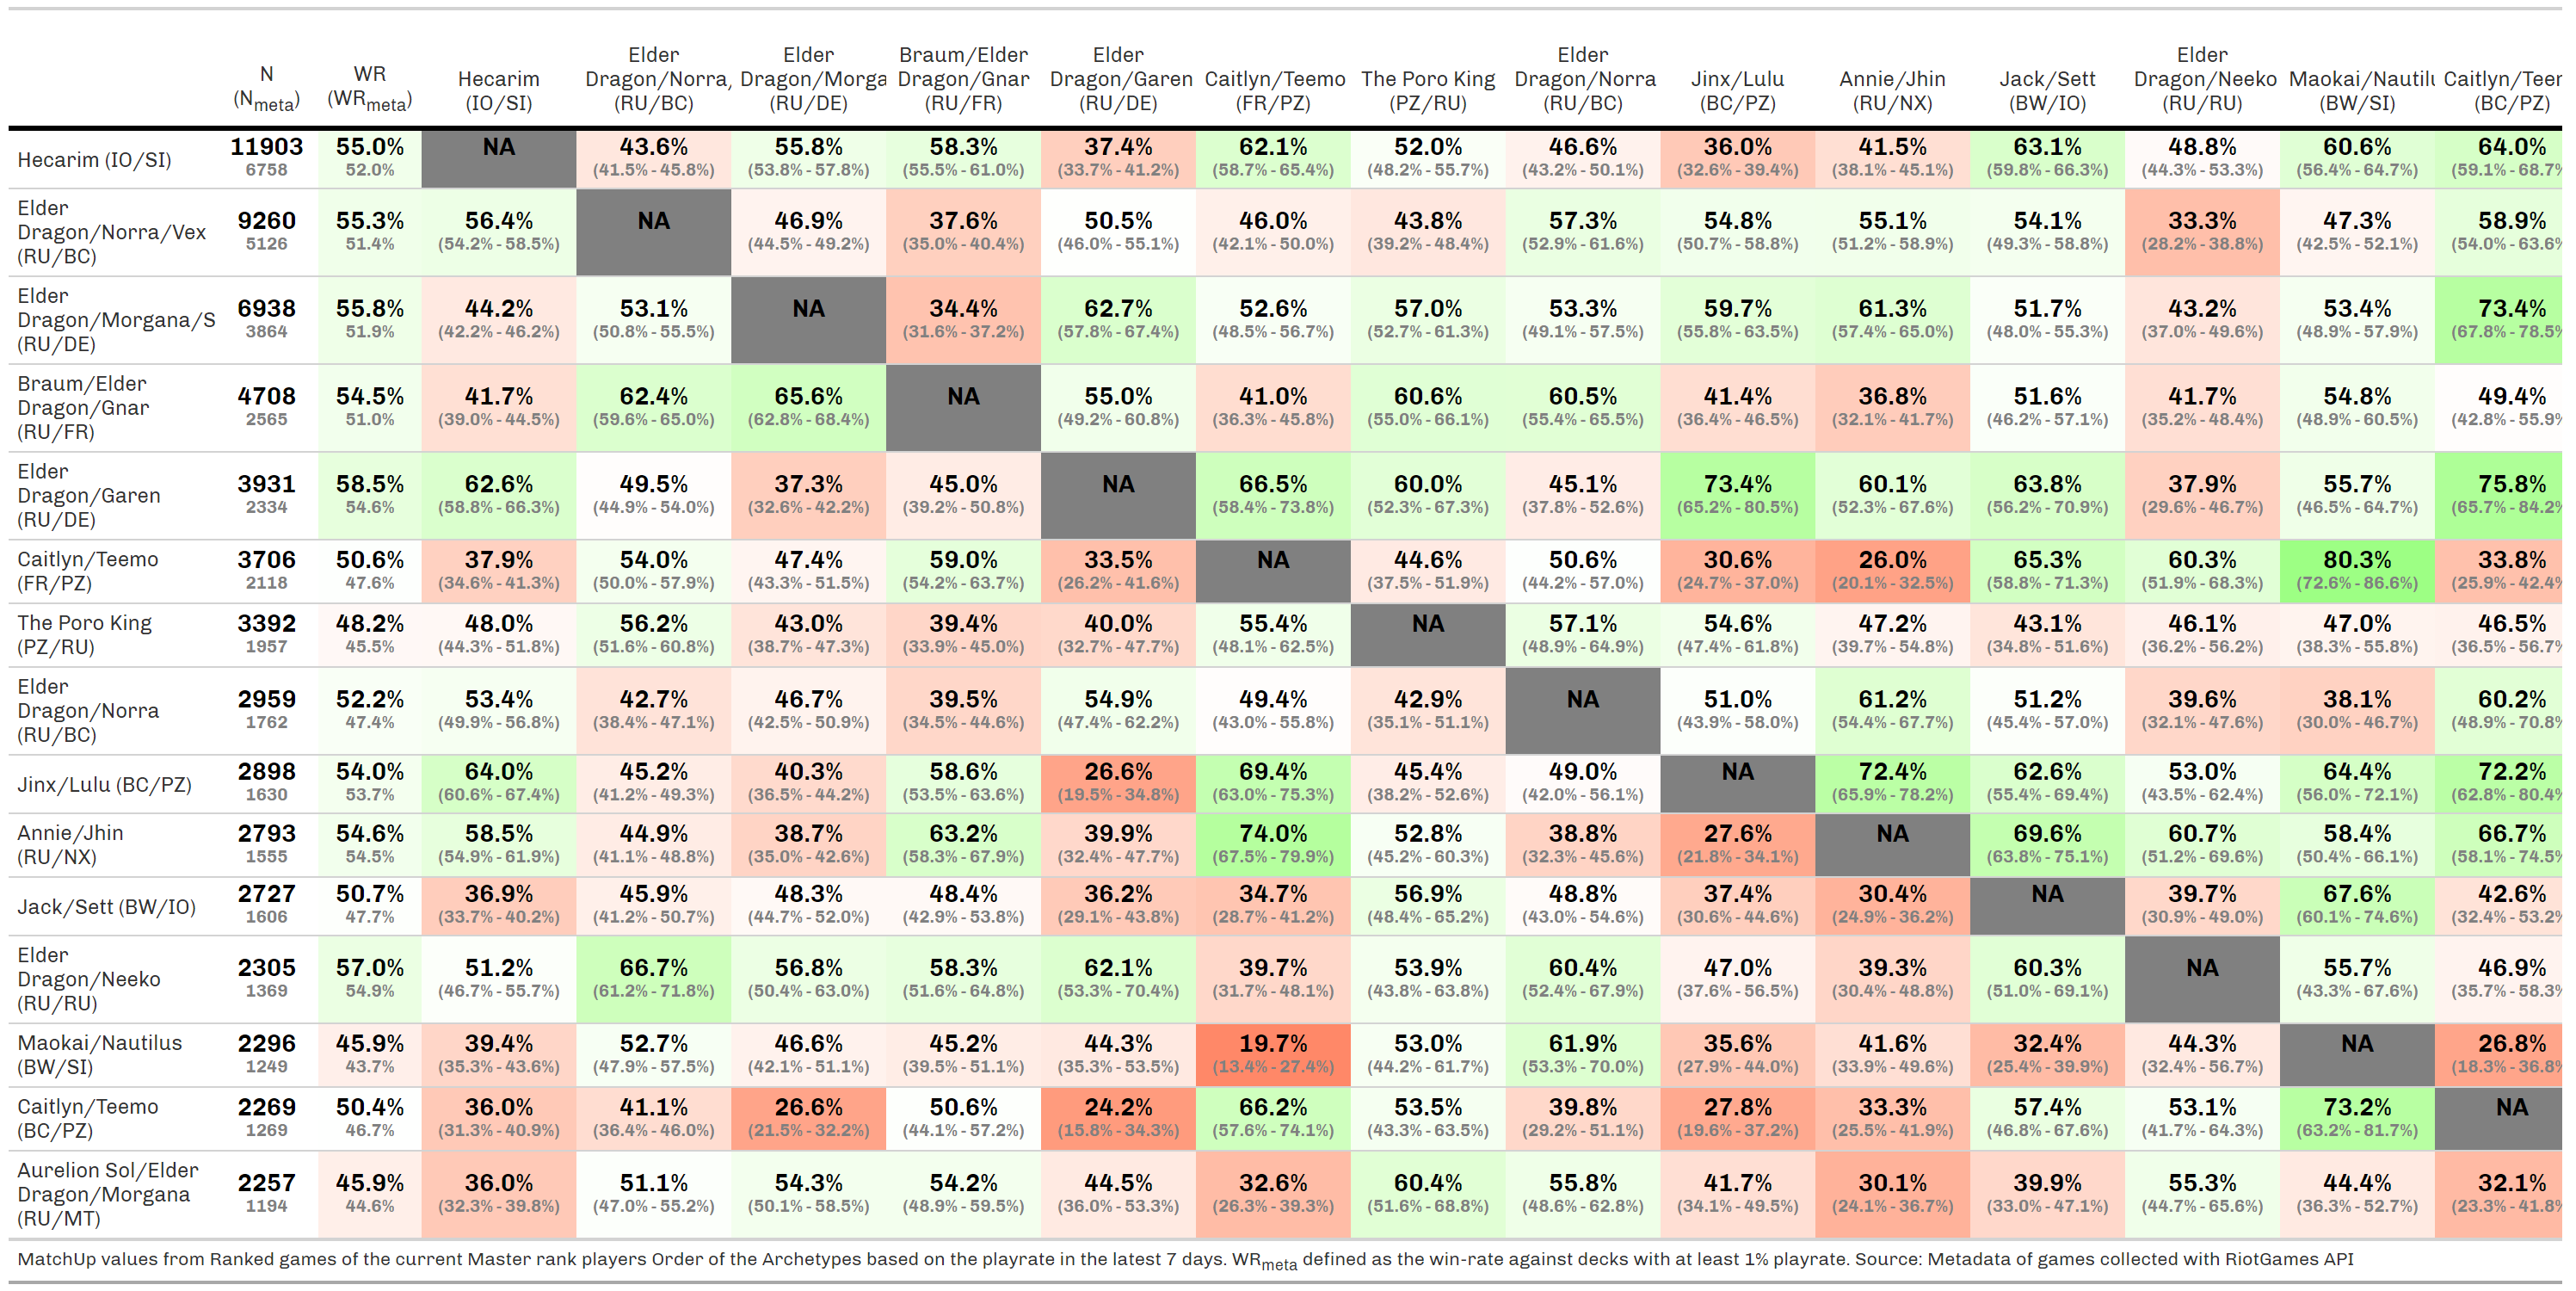 Elder Elder Braum/Elder Elder Elder Elder
N WR Hecarim Dragon/Norra, Dragon/Morga Dragon/Gnar Dragon/Garen Caitlyn/Teemo The Poro King Dragon/Norra Jinx/Lulu Annie/Jhin Jack/Sett Dragon/Neeko Maokai/Nautilu Caitlyn/Teer
(Nmeta) (WRmeta) (IO/SI) (RU/BC) (RU/DE) (RU/FR) (RU/DE) (FR/PZ) (PZ/RU) (RU/BC) (BC/PZ) (RU/NX) (BW/IO) (RU/RU) (BW/SI) (BC/PZ)
Hecarim (IO/SI)
11903 55.0% NA 43.6% 55.8% 58.3% 37.4% 62.1% 52.0% 46.6% 36.0% 41.5% 63.1% 48.8% 60.6% 64.0%
6758 52.0% (41.5% - 45.8%) (53.8% - 57.8%) (55.5% - 61.0%) (33.7% - 41.2%) (58.7% - 65.4%) (48.2% - 55.7%) (43.2% - 50.1%) (32.6% - 39.4%) (38.1% - 45.1%) (59.8% - 66.3%) (44.3% - 53.3%) (56.4% - 64.7%) (59.1% - 68.7%
Elder
Dragon/Norra/Vex
(RU/BC)
9260 55.3% 56.4% NA 46.9% 37.6% 50.5% 46.0% 43.8% 57.3% 54.8% 55.1% 54.1% 33.3% 47.3% 58.9%
5126 51.4% (54.2% - 58.5%) (44.5% - 49.2%) (35.0% - 40.4%) (46.0% - 55.1%) (42.1% - 50.0%) (39.2% - 48.4%) (52.9% - 61.6%) (50.7% - 58.8%) (51.2% - 58.9%) (49.3% - 58.8%) (28.2% - 38.8%) (42.5% - 52.1%) (54.0% - 63.6%
Elder
Dragon/Morgana/S
(RU/DE)
6938 55.8% 44.2% 53.1% NA 34.4% 62.7% 52.6% 57.0% 53.3% 59.7% 61.3% 51.7% 43.2% 53.4% 73.4%
3864 51.9% (42.2% - 46.2%) (50.8% - 55.5%) (31.6% - 37.2%) (57.8% - 67.4%) (48.5% - 56.7%) (52.7% - 61.3%) (49.1% - 57.5%) (55.8% - 63.5%) (57.4% - 65.0%) (48.0% - 55.3%) (37.0% - 49.6%) (48.9% - 57.9%) (67.8% - 78.5%
Braum/Elder
Dragon/Gnar
(RU/FR)
4708 54.5% 41.7% 62.4% 65.6% NA 55.0% 41.0% 60.6% 60.5% 41.4% 36.8% 51.6% 41.7% 54.8% 49.4%
2565 51.0% (39.0% - 44.5%) (59.6% - 65.0%) (62.8% - 68.4%) (49.2% - 60.8%) (36.3% - 45.8%) (55.0% - 66.1%) (55.4% - 65.5%) (36.4% - 46.5%) (32.1% - 41.7%) (46.2% - 57.1%) (35.2% - 48.4%) (48.9% - 60.5%) (42.8% - 55.9%
Elder
Dragon/Garen
(RU/DE)
3931 58.5% 62.6% 49.5% 37.3% 45.0% NA 66.5% 60.0% 45.1% 73.4% 60.1% 63.8% 37.9% 55.7% 75.8%
2334 54.6% (58.8% - 66.3%) (44.9% - 54.0%) (32.6% - 42.2%) (39.2% - 50.8%) (58.4% - 73.8%) (52.3% - 67.3%) (37.8% - 52.6%) (65.2% - 80.5%) (52.3% - 67.6%) (56.2% - 70.9%) (29.6% - 46.7%) (46.5% - 64.7%) (65.7% - 84.2%
Caitlyn/Teemo
(FR/PZ)
3706 50.6% 37.9% 54.0% 47.4% 59.0% 33.5% NA 44.6% 50.6% 30.6% 26.0% 65.3% 60.3% 80.3% 33.8%
2118 47.6% (34.6% - 41.3%) (50.0% - 57.9%) (43.3% - 51.5%) (54.2% - 63.7%) (26.2% - 41.6%) (37.5% - 51.9%) (44.2% - 57.0%) (24.7% - 37.0%) (20.1% - 32.5%) (58.8% - 71.3%) (51.9% - 68.3%) (72.6% - 86.6%) (25.9% - 42.4%
The Poro King
(PZ/RU)
3392 48.2% 48.0% 56.2% 43.0% 39.4% 40.0% 55.4% NA 57.1% 54.6% 47.2% 43.1% 46.1% 47.0% 46.5%
1957 45.5% (44.3% - 51.8%) (51.6% - 60.8%) (38.7% - 47.3%) (33.9% - 45.0%) (32.7% - 47.7%) (48.1% - 62.5%) (48.9% - 64.9%) (47.4% - 61.8%) (39.7% - 54.8%) (34.8% - 51.6%) (36.2% - 56.2%) (38.3% - 55.8%) (36.5% - 56.7%
Elder
Dragon/Norra
(RU/BC)
2959 52.2% 53.4% 42.7% 46.7% 39.5% 54.9% 49.4% 42.9% NA 51.0% 61.2% 51.2% 39.6% 38.1% 60.2%
1762 47.4% (49.9% - 56.8%) (38.4% - 47.1%) (42.5% - 50.9%) (34.5% - 44.6%) (47.4% - 62.2%) (43.0% - 55.8%) (35.1% - 51.1%) (43.9% - 58.0%) (54.4% - 67.7%) (45.4% - 57.0%) (32.1% - 47.6%) (30.0% - 46.7%) (48.9% - 70.8%
Jinx/Lulu (BC/PZ)
2898 54.0% 64.0% 45.2% 40.3% 58.6% 26.6% 69.4% 45.4% 49.0% NA 72.4% 62.6% 53.0% 64.4% 72.2%
1630 53.7% (60.6% - 67.4%) (41.2% - 49.3%) (36.5% - 44.2%) (53.5% - 63.6%) (19.5% - 34.8%) (63.0% - 75.3%) (38.2% - 52.6%) (42.0% - 56.1%) (65.9% - 78.2%) (55.4% - 69.4%) (43.5% - 62.4%) (56.0% - 72.1%) (62.8% - 80.4%
Annie/Jhin
(RU/NX)
2793 54.6% 58.5% 44.9% 38.7% 63.2% 39.9% 74.0% 52.8% 38.8% 27.6% NA 69.6% 60.7% 58.4% 66.7%
1555 54.5% (54.9% - 61.9%) (41.1% - 48.8%) (35.0% - 42.6%) (58.3% - 67.9%) (32.4% - 47.7%) (67.5% - 79.9%) (45.2% - 60.3%) (32.3% - 45.6%) (21.8% - 34.1%) (63.8% - 75.1%) (51.2% - 69.6%) (50.4% - 66.1%) (58.1% - 74.5%
Jack/Sett (BW/IO)
2727 50.7% 36.9% 45.9% 48.3% 48.4% 36.2% 34.7% 56.9% 48.8% 37.4% 30.4% NA 39.7% 67.6% 42.6%
1606 47.7% (33.7% - 40.2%) (41.2% - 50.7%) (44.7% - 52.0%) (42.9% - 53.8%) (29.1% - 43.8%) (28.7% - 41.2%) (48.4% - 65.2%) (43.0% - 54.6%) (30.6% - 44.6%) (24.9% - 36.2%) (30.9% - 49.0%) (60.1% - 74.6%) (32.4% - 53.2%
Elder
Dragon/Neeko
(RU/RU)
2305 57.0% 51.2% 66.7% 56.8% 58.3% 62.1% 39.7% 53.9% 60.4% 47.0% 39.3% 60.3% NA 55.7% 46.9%
1369 54.9% (46.7% - 55.7%) (61.2% - 71.8%) (50.4% - 63.0%) (51.6% - 64.8%) (53.3% - 70.4%) (31.7% - 48.1%) (43.8% - 63.8%) (52.4% - 67.9%) (37.6% - 56.5%) (30.4% - 48.8%) (51.0% - 69.1%) (43.3% - 67.6%) (35.7% - 58.3%
Maokai/Nautilus
(BW/SI)
2296 45.9% 39.4% 52.7% 46.6% 45.2% 44.3% 19.7% 53.0% 61.9% 35.6% 41.6% 32.4% 44.3% NA 26.8%
1249 43.7% (35.3% - 43.6%) (47.9% - 57.5%) (42.1% - 51.1%) (39.5% - 51.1%) (35.3% - 53.5%) (13.4% - 27.4%) (44.2% - 61.7%) (53.3% - 70.0%) (27.9% - 44.0%) (33.9% - 49.6%) (25.4% - 39.9%) (32.4% - 56.7%) (18.3% - 36.8%
Caitlyn/Teemo
(BC/PZ)
2269 50.4% 36.0% 41.1% 26.6% 50.6% 24.2% 66.2% 53.5% 39.8% 27.8% 33.3% 57.4% 53.1% 73.2% NA
1269 46.7% (31.3% - 40.9%) (36.4% - 46.0%) (21.5% - 32.2%) (44.1% - 57.2%) (15.8% - 34.3%) (57.6% - 74.1%) (43.3% - 63.5%) (29.2% - 51.1%) (19.6% - 37.2%) (25.5% - 41.9%) (46.8% - 67.6%) (41.7% - 64.3%) (63.2% - 81.7%)
Aurelion Sol/Elder
Dragon/Morgana
(RU/MT)
2257 45.9% 36.0% 51.1% 54.3% 54.2% 44.5% 32.6% 60.4% 55.8% 41.7% 30.1% 39.9% 55.3% 44.4% 32.1%
1194 44.6% (32.3% - 39.8%) (47.0% - 55.2%) (50.1% - 58.5%) (48.9% - 59.5%) (36.0% - 53.3%) (26.3% - 39.3%) (51.6% - 68.8%) (48.6% - 62.8%) (34.1% - 49.5%) (24.1% - 36.7%) (33.0% - 47.1%) (44.7% - 65.6%) (36.3% - 52.7%) (23.3% - 41.8%
MatchUp values from Ranked games of the current Master rank players Order of the Archetypes based on the playrate in the latest 7 days. WRmeta defined as the win-rate against decks with at least 1% playrate. Source: Metadata of games collected with RiotGames API